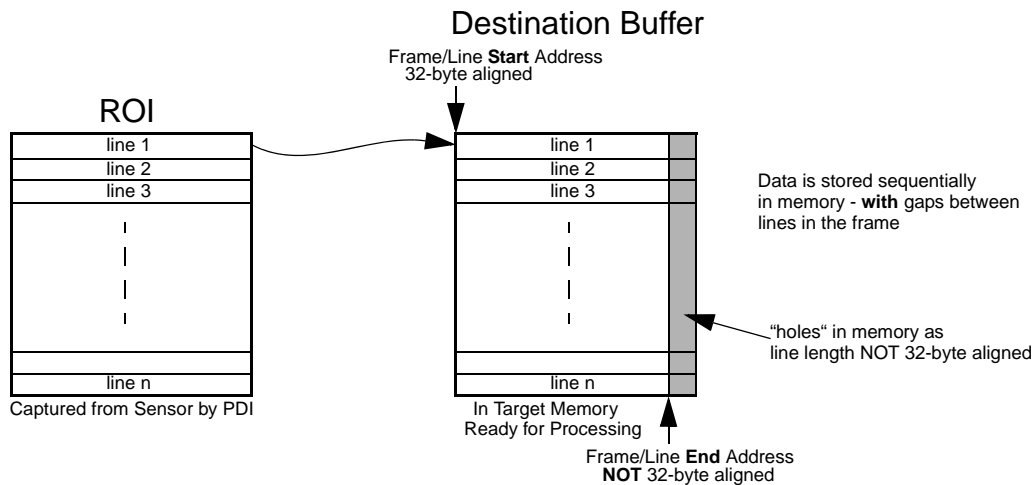 Destination Buffer
Frame/Line Start Address
32-byte aligned
ROI
line 1
line 2
line 3
line n
Captured from Sensor by PDI
line 1
line 2
line 3
line n
In Target Memory
Ready for Processing
Frame/Line End Address
NOT 32-byte aligned
Data is stored sequentially
in memory - with gaps between
lines in the frame
“holes“ in memory as
line length NOT 32-byte aligned